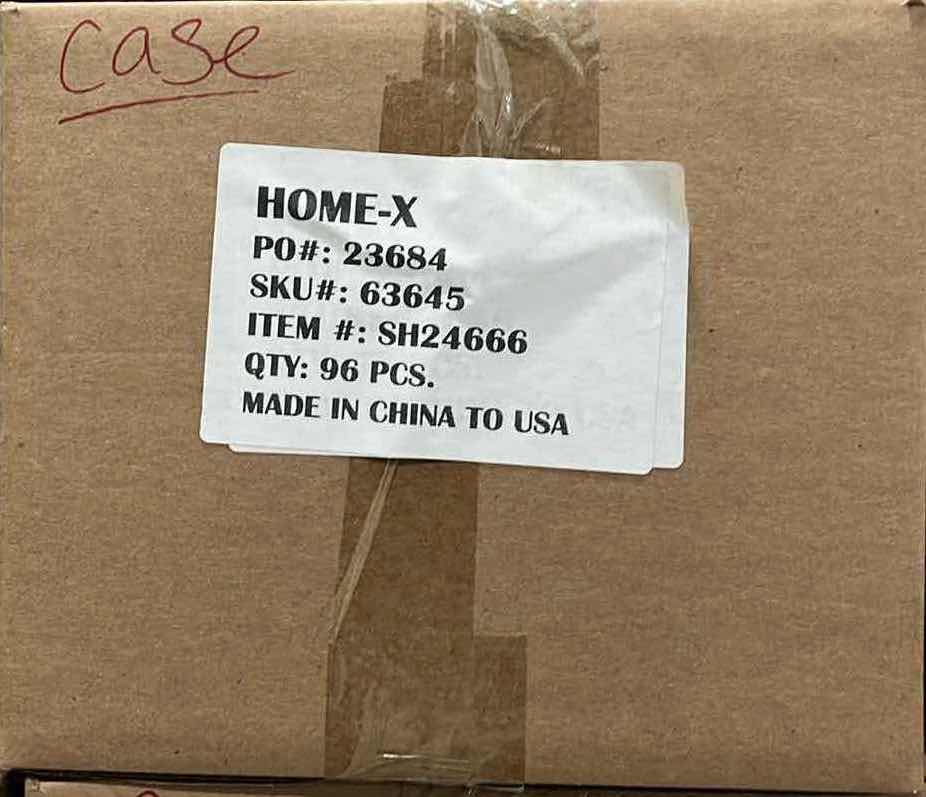 case
HOME-X
PO#: 23684
SKU#: 63645
ITEM #: SH24666
QTY: 96 PCS.
MADE IN CHINA TO USA